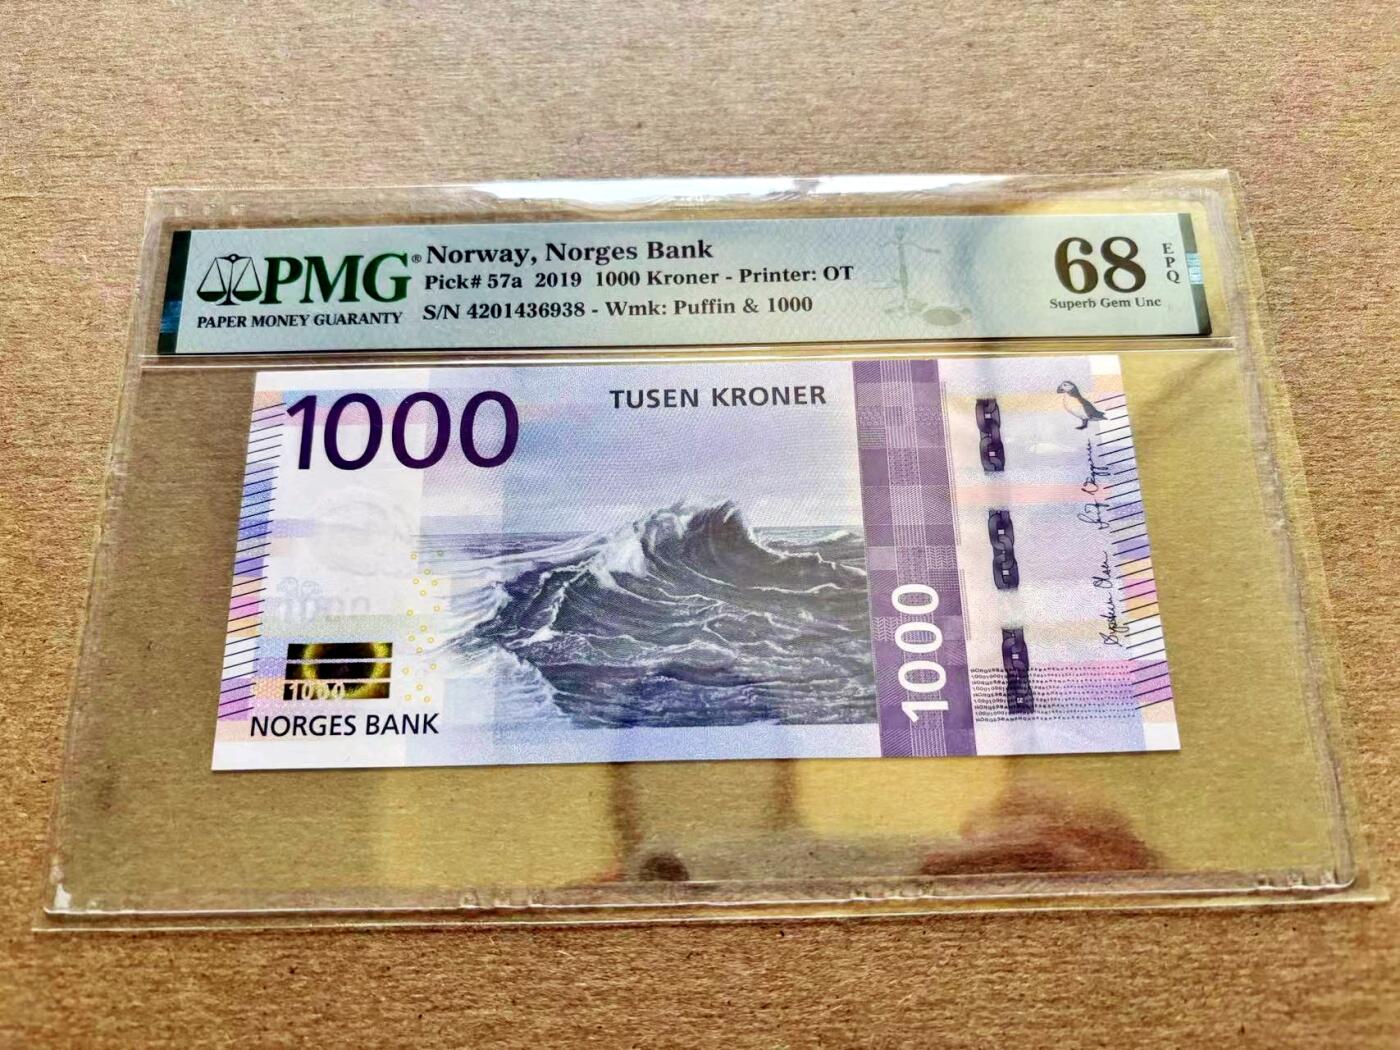 PMG®
PAPER MONEY GUARANTY
Norway, Norges Bank
Pick# 57a 2019 1000 Kroner - Printer: OT
S/N 4201436938 - Wmk: Puffin & 1000
68
EPQ
Superb Gem Unc
1000
TUSEN KRONER
1000
1000
NORGES BANK